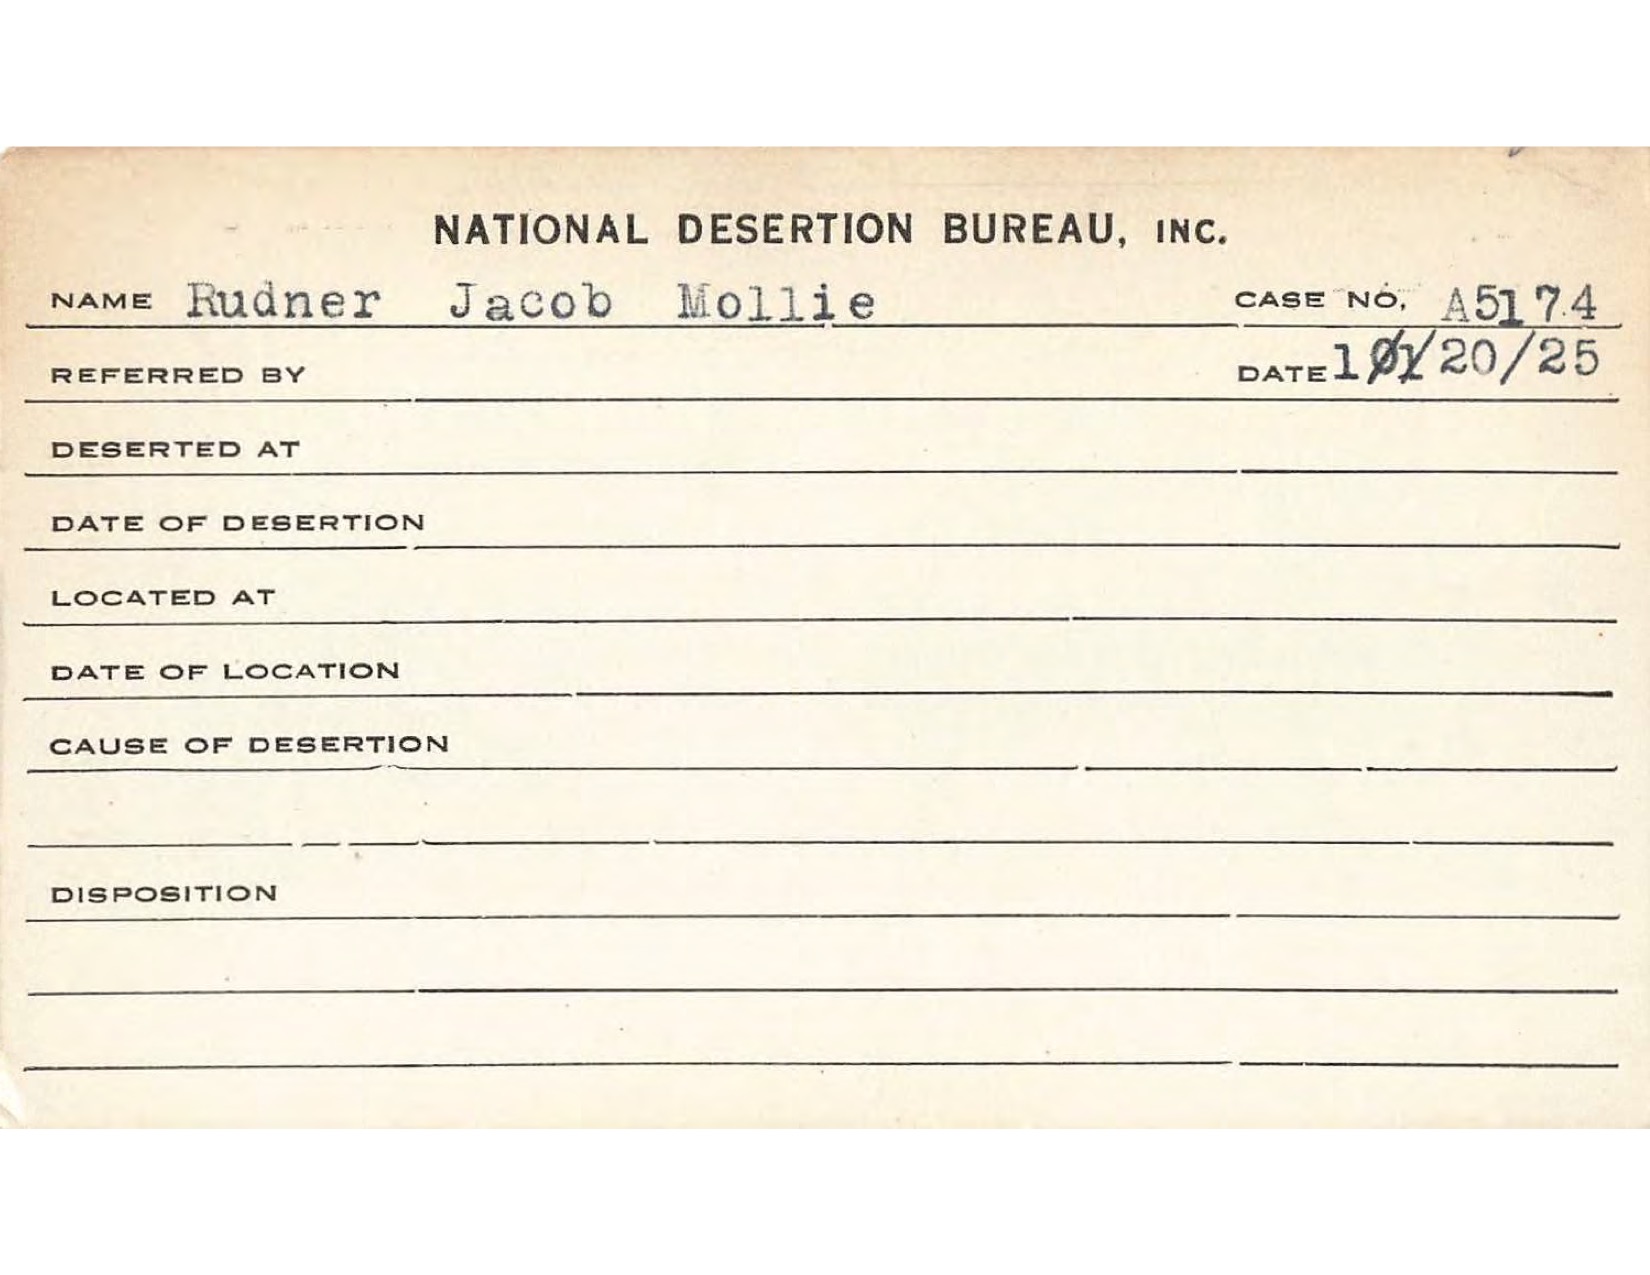 NATIONAL DESERTION BUREAU, INC.
NAME Rudner Jacob Mollie CASE NO. A5174
REFERRED BY DATE 10/20/25
DESERTED AT
DATE OF DESERTION
LOCATED AT
DATE OF LOCATION
CAUSE OF DESERTION
DISPOSITION